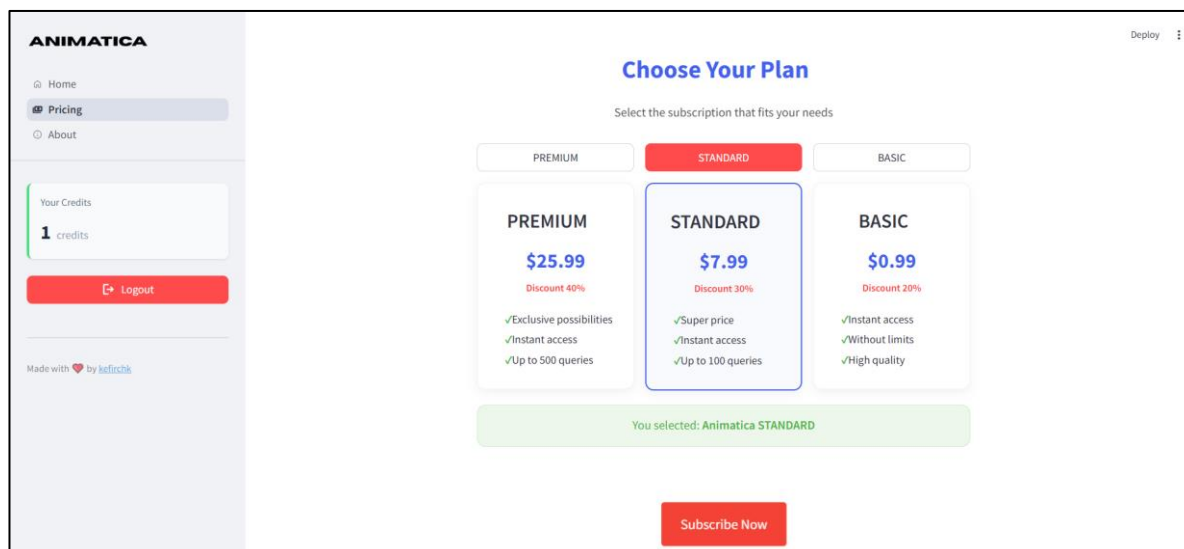 ANIMATICA
Home
Pricing
About
Your Credits
1 credits
Logout
Made with by kefirchk
Deploy
Choose Your Plan
Select the subscription that fits your needs
PREMIUM
STANDARD
BASIC
PREMIUM
$25.99
Discount 40%
✓Exclusive possibilities
✓Instant access
✓Up to 500 queries
STANDARD
$7.99
Discount 30%
✓Super price
✓Instant access
✓Up to 100 queries
BASIC
$0.99
Discount 20%
✓Instant access
✓Without limits
✓High quality
You selected: Animatica STANDARD
Subscribe Now